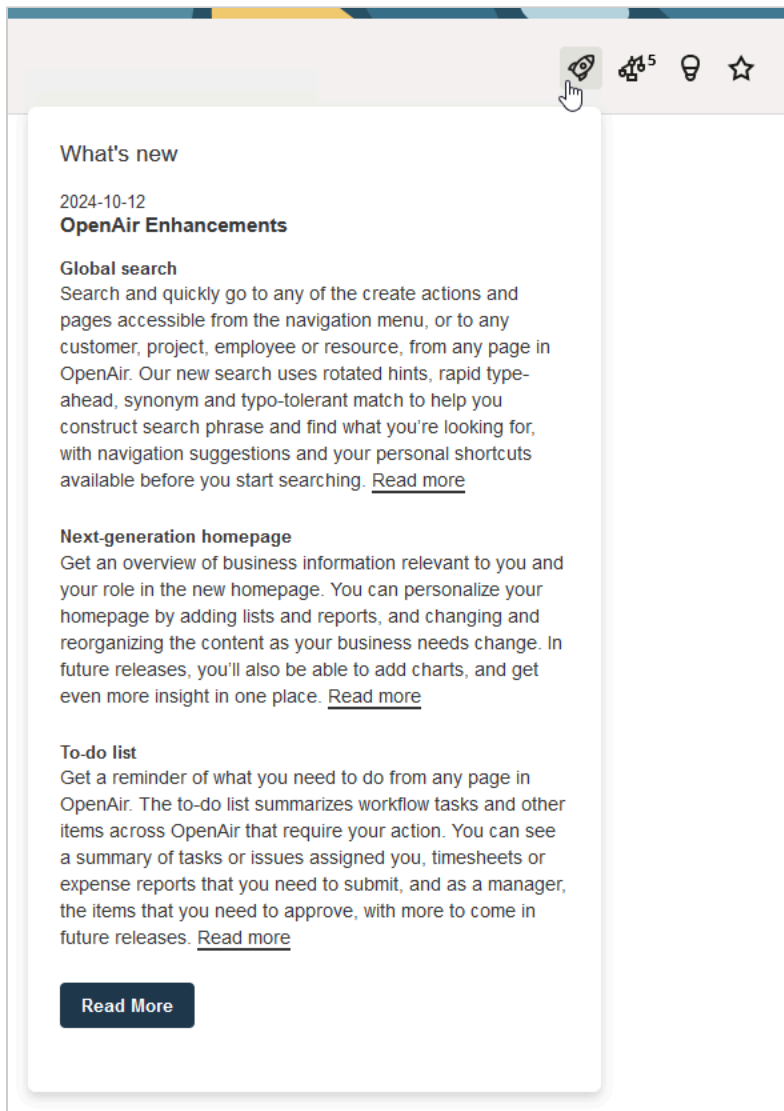 5
What's new
2024-10-12
OpenAir Enhancements
Global search
Search and quickly go to any of the create actions and
pages accessible from the navigation menu, or to any
customer, project, employee or resource, from any page in
OpenAir. Our new search uses rotated hints, rapid type-
ahead, synonym and typo-tolerant match to help you
construct search phrase and find what you’re looking for,
with navigation suggestions and your personal shortcuts
available before you start searching. Read more
Next-generation homepage
Get an overview of business information relevant to you and
your role in the new homepage. You can personalize your
homepage by adding lists and reports, and changing and
reorganizing the content as your business needs change. In
future releases, you’ll also be able to add charts, and get
even more insight in one place. Read more
To-do list
Get a reminder of what you need to do from any page in
OpenAir. The to-do list summarizes workflow tasks and other
items across OpenAir that require your action. You can see
a summary of tasks or issues assigned you, timesheets or
expense reports that you need to submit, and as a manager,
the items that you need to approve, with more to come in
future releases. Read more
Read More